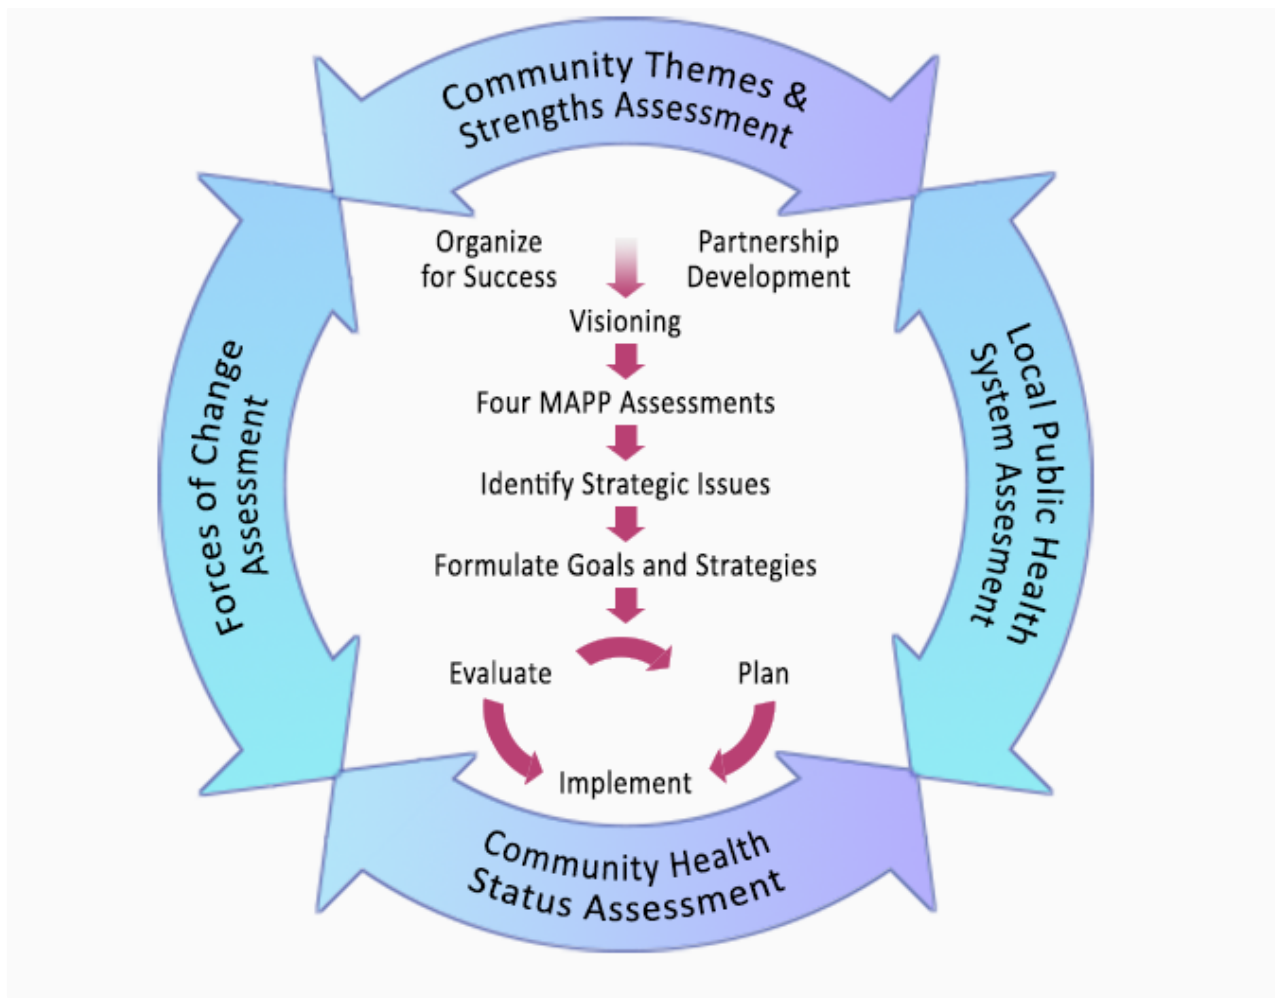 Community Themes &
Strengths Assessment
Organize
for Success
Partnership
Development
Visioning
Four MAPP Assessments
Identify Strategic Issues
Formulate Goals and Strategies
Evaluate
Plan
Implement
Forces of Change
Assessment
Local Public Health
System Assesment
Community Health
Status Assessment